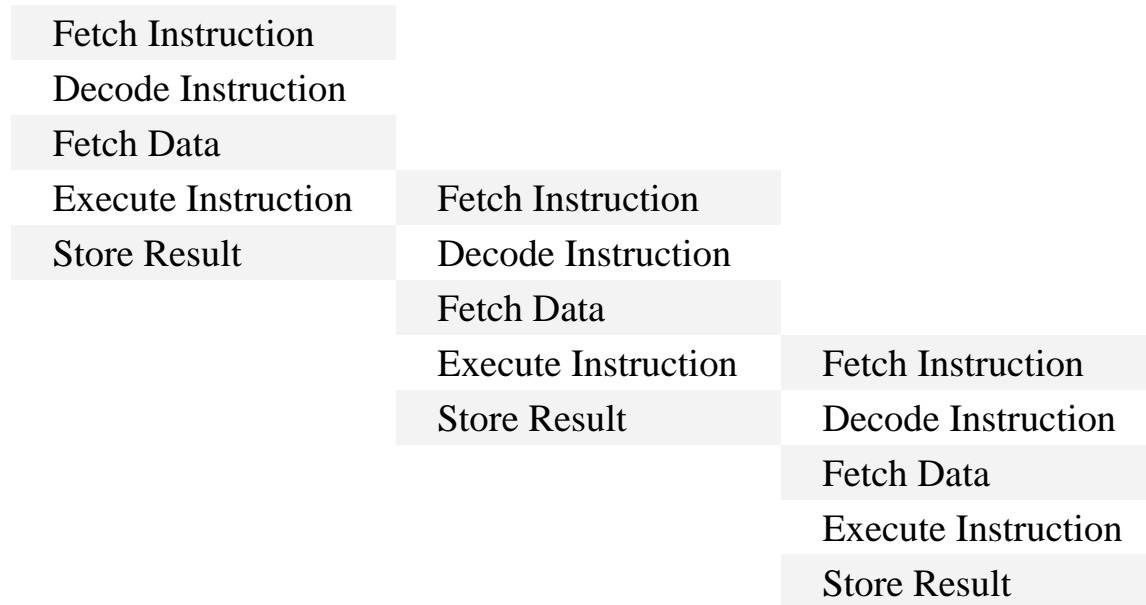 Fetch Instruction
Decode Instruction
Fetch Data
Execute Instruction Fetch Instruction
Store Result Decode Instruction
Fetch Data
Execute Instruction Fetch Instruction
Store Result Decode Instruction
Fetch Data
Execute Instruction
Store Result